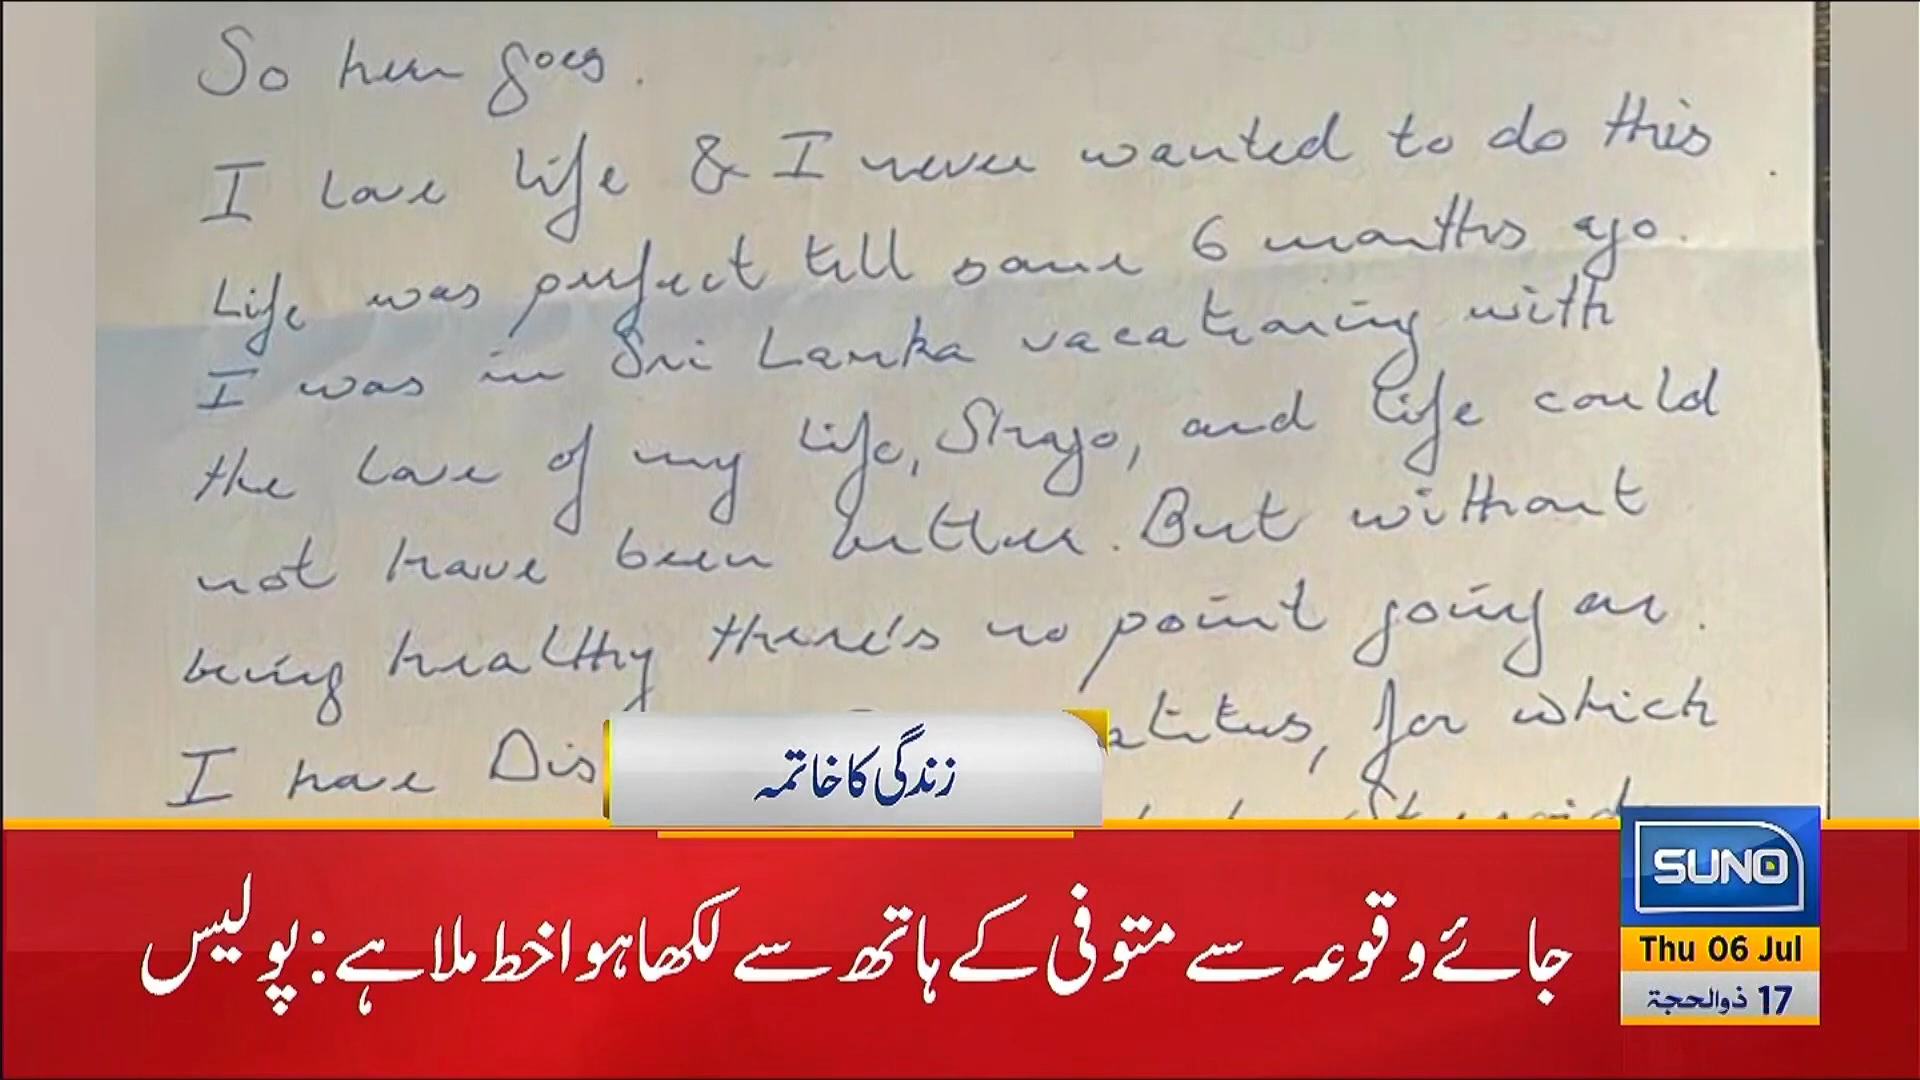 So here goes.
I love life & I never wanted to do this.
Life was perfect till some 6 months ago.
I was in Sri Lanka vacationing with
the love of my life, and life could
not have been better. But without
being healthy there's no point going on.
I have Dis
for which
زندگی کا خاتمہ
جائے وقوعہ سے متوفی کے ہاتھ سے لکھا ہوا خط ملا ہے: پولیس
SUNO
Thu 06 Jul
17 ذوالحجۃ